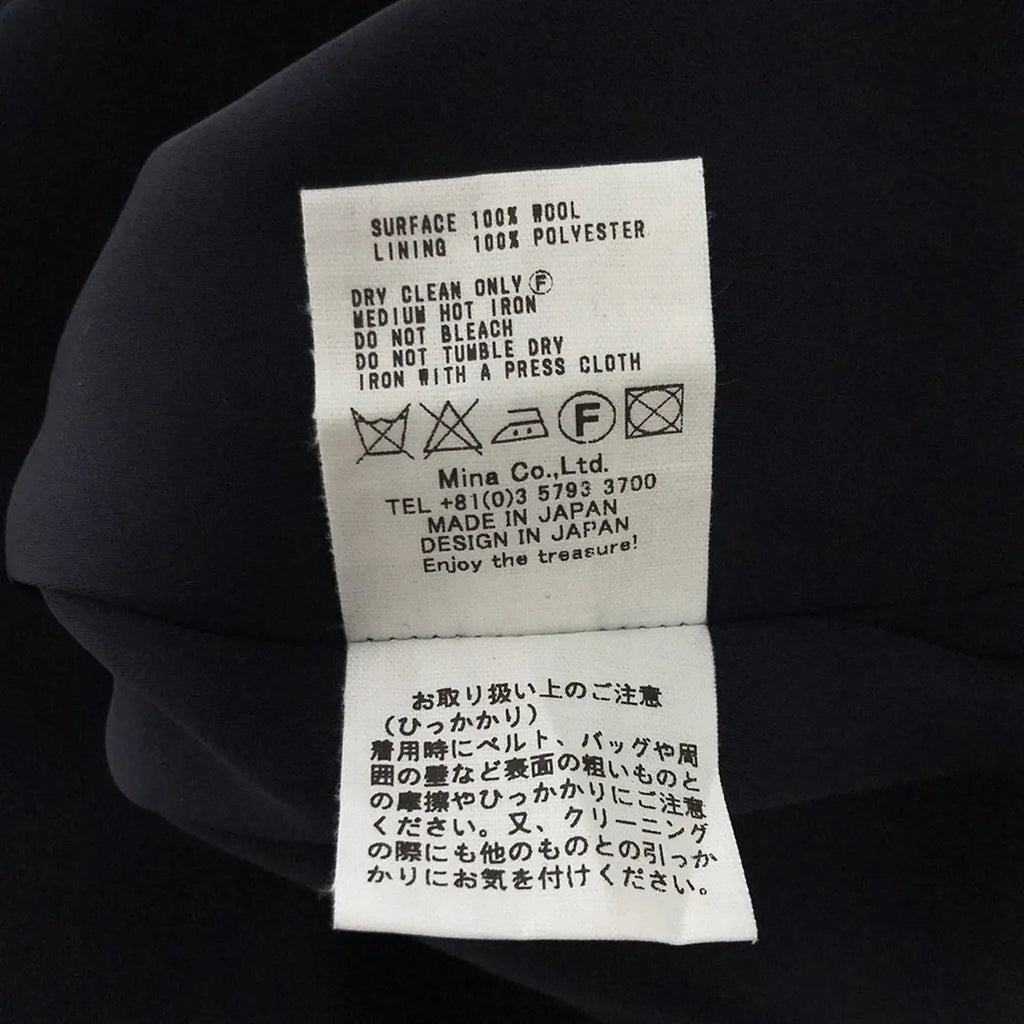 SURFACE 100% WOOL
LINING 100% POLYESTER
DRY CLEAN ONLY Ⓕ
MEDIUM HOT IRON
DO NOT BLEACH
DO NOT TUMBLE DRY
IRON WITH A PRESS CLOTH
F
Mina Co.,Ltd.
TEL +81(0)3 5793 3700
MADE IN JAPAN
DESIGN IN JAPAN
Enjoy the treasure!
お取り扱い上のご注意
(ひっかかり)
着用時にベルト、バッグや周
囲の壁など表面の粗いものと
の摩擦やひっかかりにご注意
ください。又、クリーニング
の際にも他のものとの引っか
かりにお気を付けください。